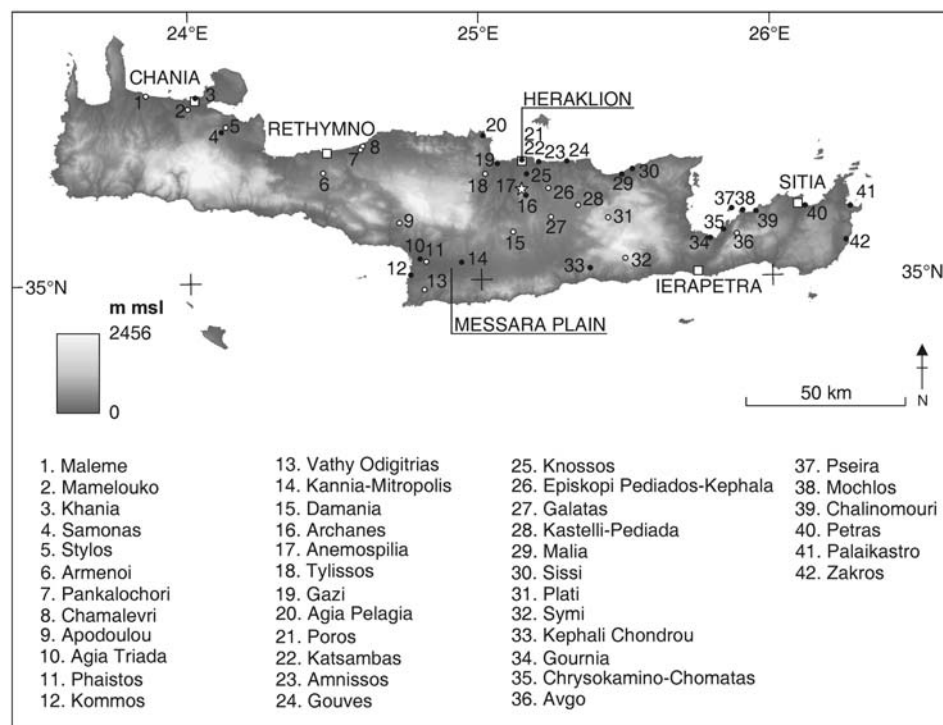 24°E 25°E 26°E
CHANIA
1
2
3
4
5
RETHYMNO
6
7
8
9
10
11
12
13
14
15
16
17
18
19
20
HERAKLION
21
22
23
24
25
26
27
28
29
30
31
32
33
34
35
36
37
38
39
SITIA
40
41
42
IERAPETRA
MESSARA PLAIN
35°N
35°N
m msl
2456
0
50 km
N
1. Maleme
2. Mamelouko
3. Khania
4. Samonas
5. Stylos
6. Armenoi
7. Pankalochori
8. Chamalevri
9. Apodoulou
10. Agia Triada
11. Phaistos
12. Kommos
13. Vathy Odigitrias
14. Kannia-Mitropolis
15. Damania
16. Archanes
17. Anemospilia
18. Tylissos
19. Gazi
20. Agia Pelagia
21. Poros
22. Katsambas
23. Amnissos
24. Gouves
25. Knossos
26. Episkopi Pediados-Kephala
27. Galatas
28. Kastelli-Pediada
29. Malia
30. Sissi
31. Plati
32. Symi
33. Kephali Chondrou
34. Gournia
35. Chrysokamino-Chomatas
36. Avgo
37. Pseira
38. Mochlos
39. Chalinomouri
40. Petras
41. Palaikastro
42. Zakros